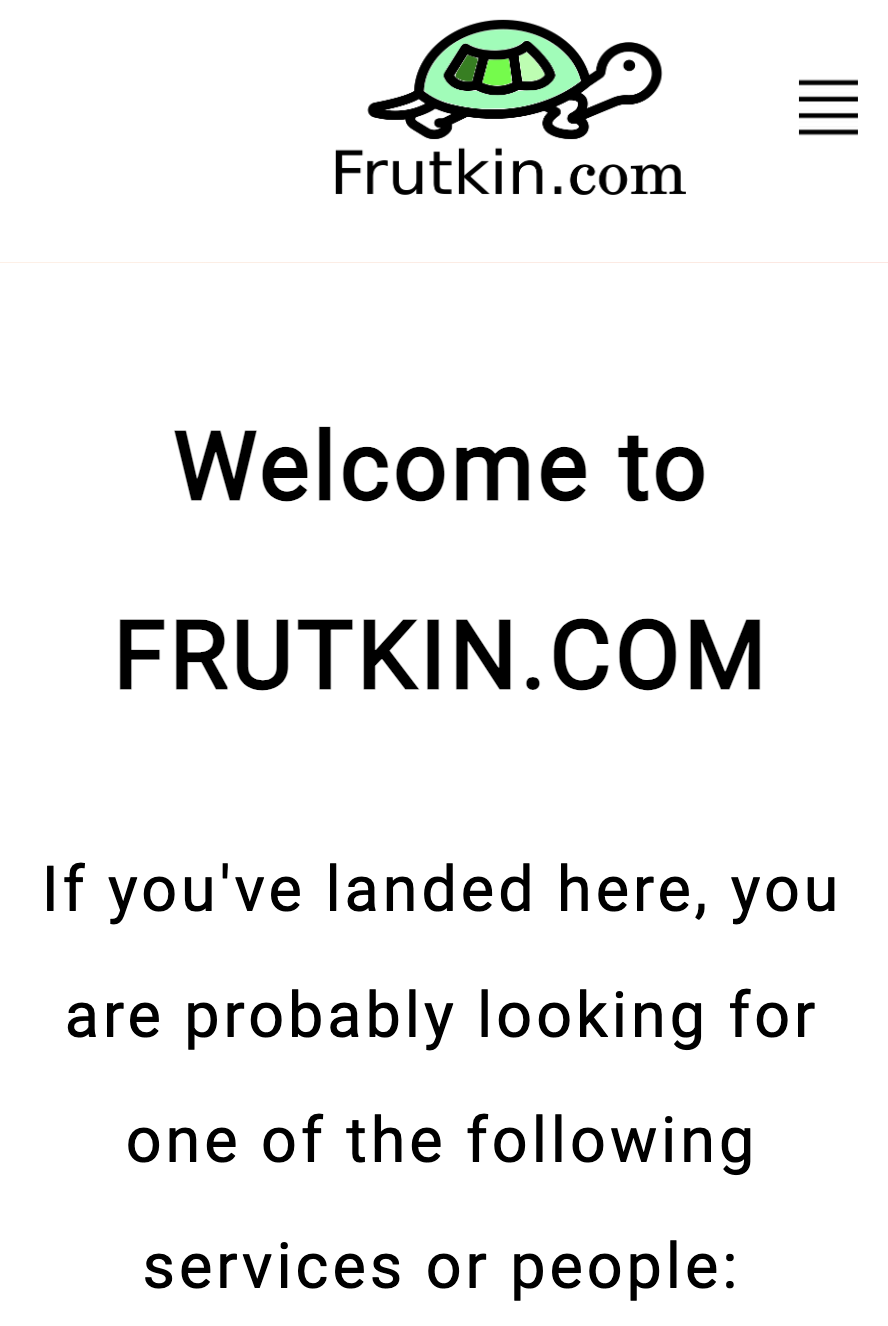 Frutkin.com
Welcome to
FRUTKIN.COM
If you've landed here, you
are probably looking for
one of the following
services or people: